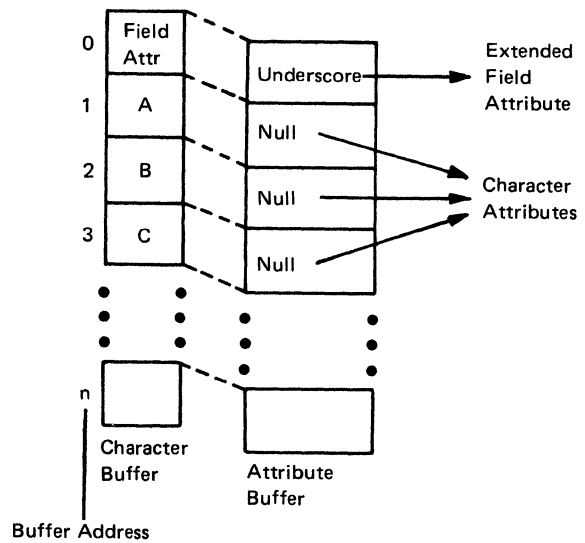 0
Field
Attr
Underscore
Extended
Field
Attribute
1
A
Null
2
B
Null
Character
Attributes
3
C
Null
n
Character
Buffer
Attribute
Buffer
Buffer Address